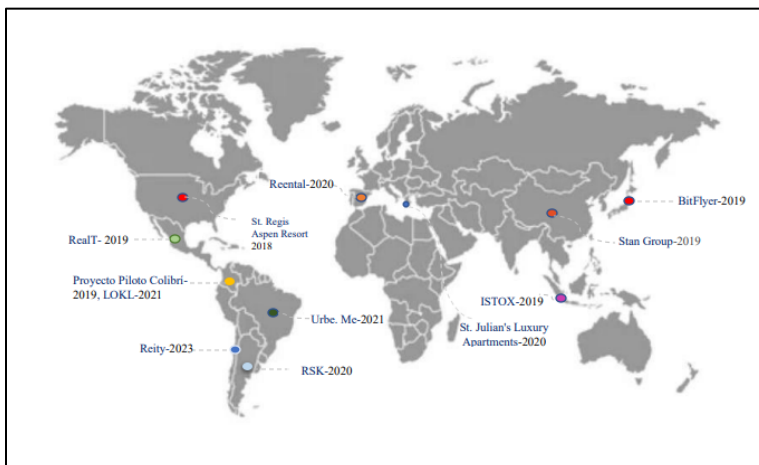 Reental-2020
BitFlyer-2019
St. Regis
Aspen Resort
2018
RealT- 2019
Stan Group-2019
Proyecto Piloto Colibrí-
2019, LOKL-2021
ISTOX-2019
Urbe. Me-2021
St. Julian's Luxury
Apartments-2020
Reity-2023
RSK-2020